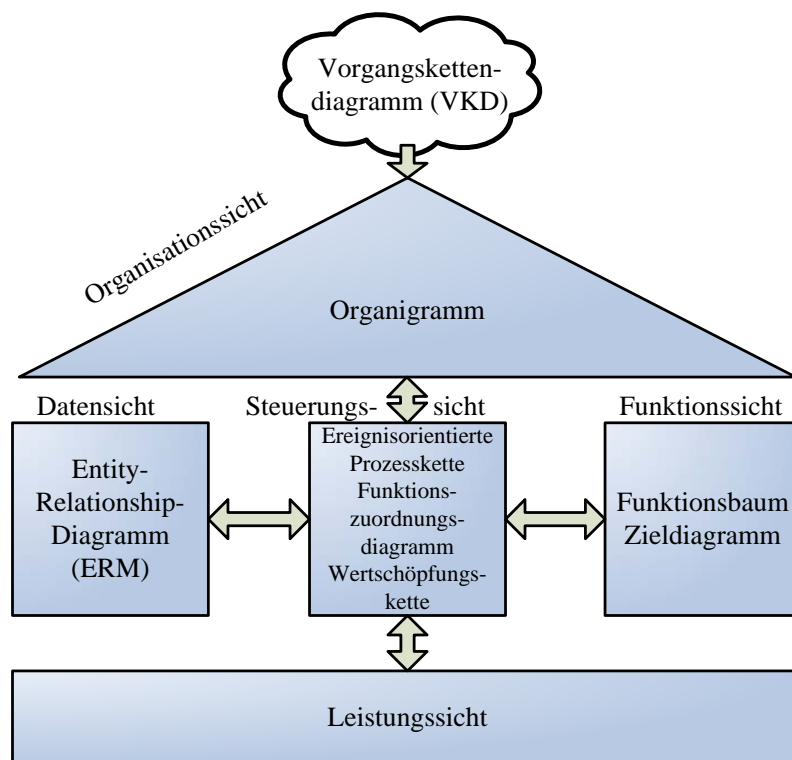 Vorgangsketten-
diagramm (VKD)
Organisationssicht
Organigramm
Datensicht
Steuerungs- sicht
Funktionssicht
Entity-
Relationship-
Diagramm
(ERM)
Ereignisorientierte
Prozesskette
Funktions-
zuordnungs-
diagramm
Wertschöpfungs-
kette
Funktionsbaum
Zieldiagramm
Leistungssicht